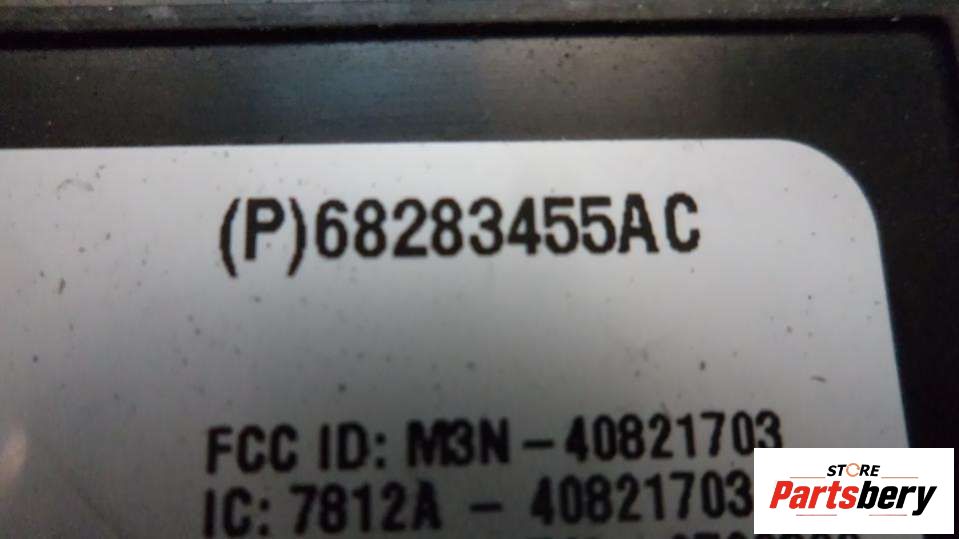 (P)68283455AC
FCC ID: M3N-40821703
IC: 7812A - 40821703
STORE
Partsbery